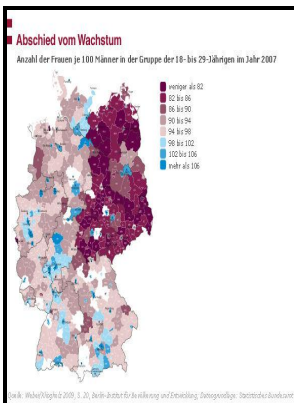 Abschied vom Wachstum
Anzahl der Frauen je 100 Männer in der Gruppe der 18- bis 29-Jährigen im Jahr 2007
weniger als 82
82 bis 86
86 bis 90
90 bis 94
94 bis 98
98 bis 102
102 bis 106
mehr als 106
Quelle: Weber/Klingholz 2009, S. 20, Berlin-Institut für Bevölkerung und Entwicklung, Datengrundlage: Statistisches Bundesamt